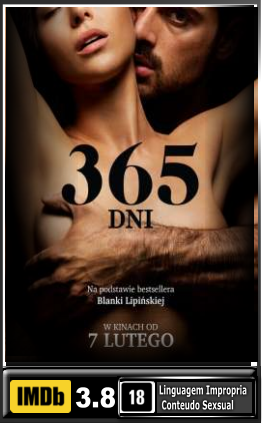 365
DNI
Na podstawie bestsellera
Blanki Lipińskiej
W KINACH OD
7 LUTEGO
IMDb 3.8 18 Linguagem Impropria
Conteudo Sexsual